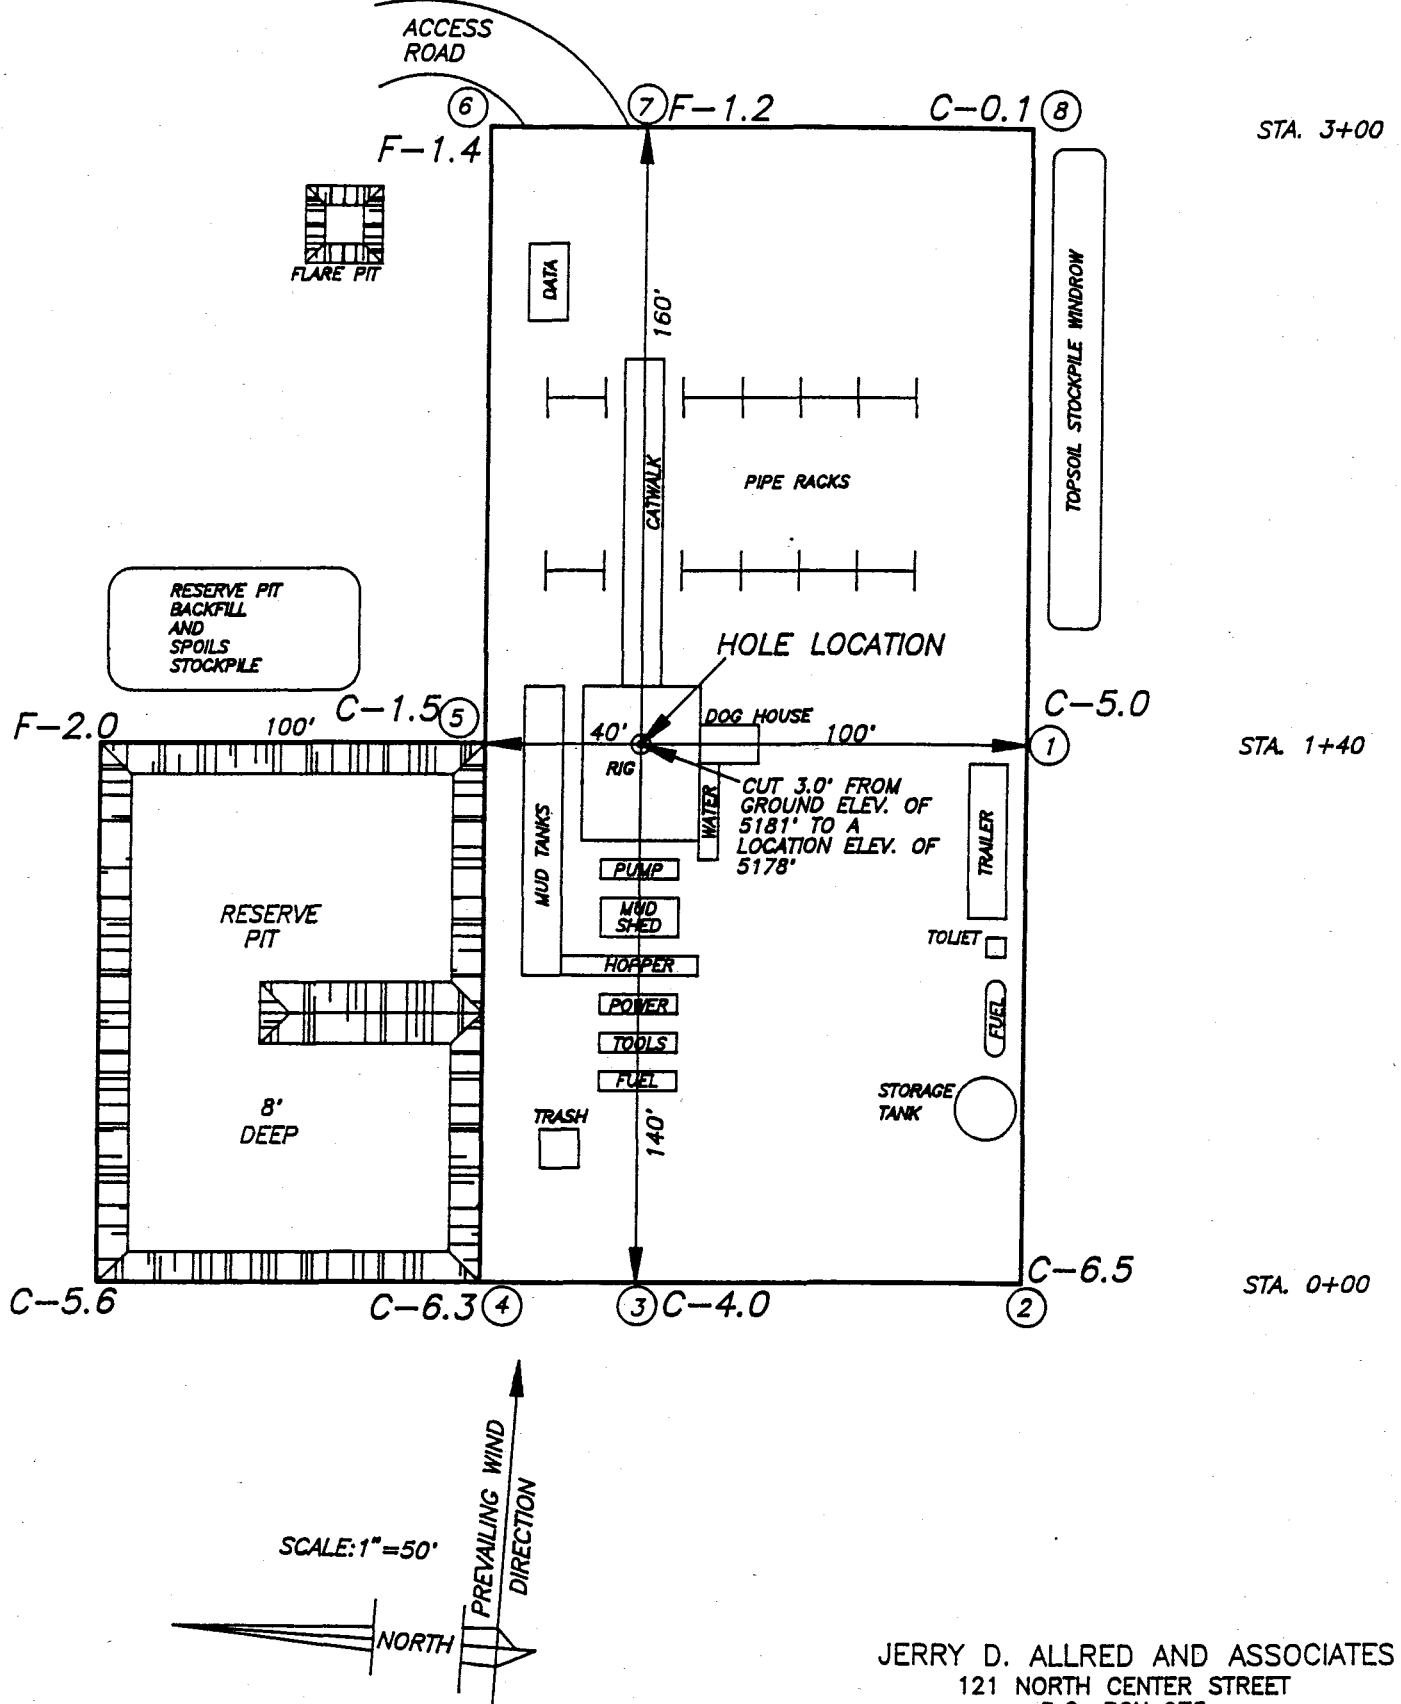 ACCESS
ROAD
6
7
F-1.2
C-0.1
8
STA. 3+00
F-1.4
FLARE PIT
DATA
160'
TOPSOIL STOCKPILE WINDROW
CATWALK
PIPE RACKS
RESERVE PIT
BACKFILL
AND
SPOILS
STOCKPILE
HOLE LOCATION
F-2.0
100'
C-1.5
5
40'
DOG HOUSE
100'
C-5.0
1
STA. 1+40
RIG
CUT 3.0' FROM
GROUND ELEV. OF
5181' TO A
LOCATION ELEV. OF
5178'
WATER
MUD TANKS
TRAILER
PUMP
MUD
SHED
HOPPER
POWER
TOOLS
FUEL
RESERVE
PIT
TOLIET
FUEL
STORAGE
TANK
8'
DEEP
TRASH
140'
C-5.6
C-6.3
4
3
C-4.0
C-6.5
2
STA. 0+00
PREVAILING WIND
DIRECTION
SCALE:1"=50'
NORTH
JERRY D. ALLRED AND ASSOCIATES
121 NORTH CENTER STREET